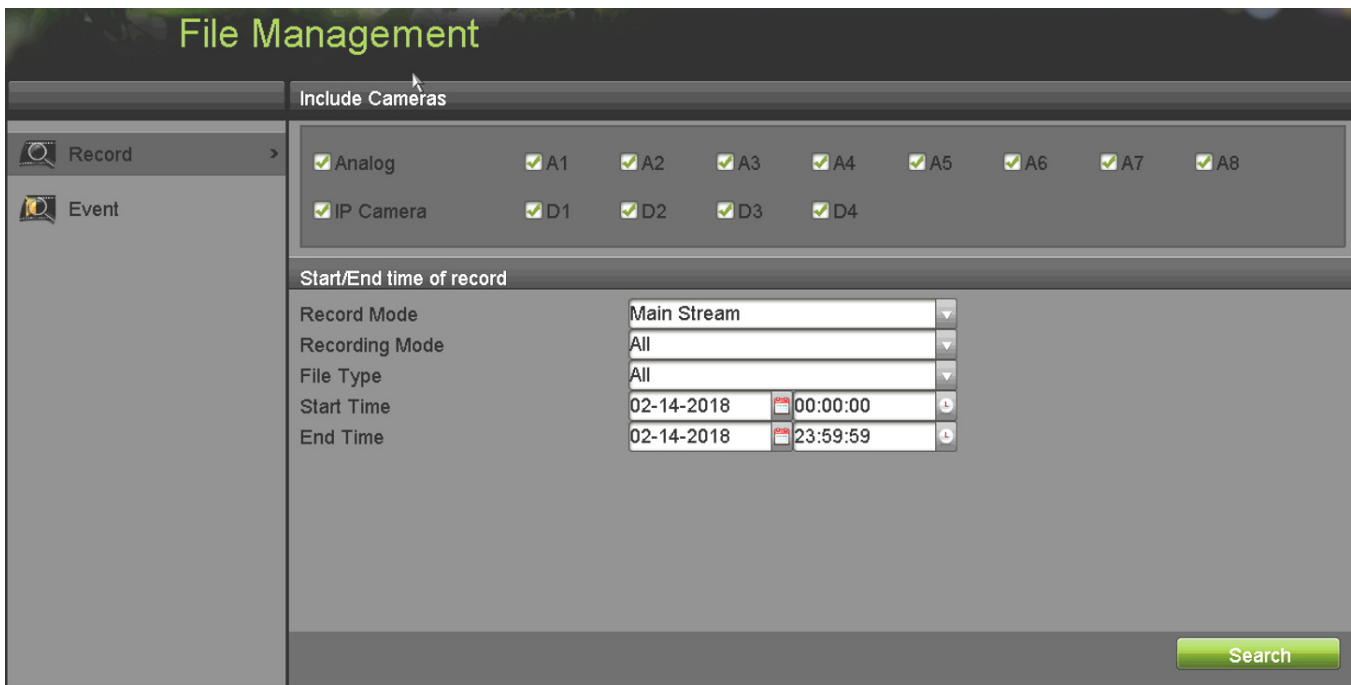 File Management
Include Cameras
Record >
Analog A1 A2 A3 A4 A5 A6 A7 A8
Event
IP Camera D1 D2 D3 D4
Start/End time of record
Record Mode Main Stream
Recording Mode All
File Type All
Start Time 02-14-2018 00:00:00
End Time 02-14-2018 23:59:59
Search